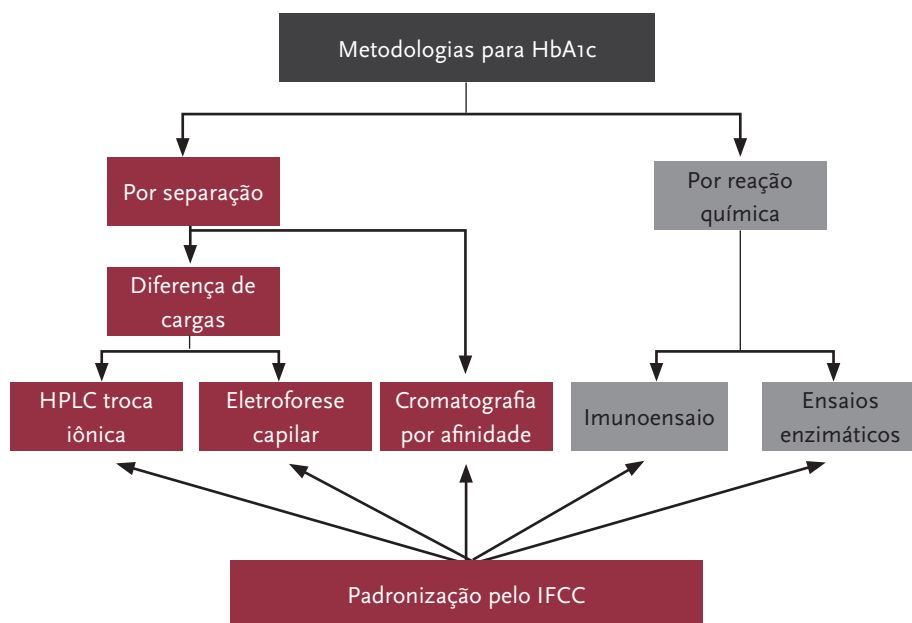 Metodologias para HbA1c
Por separação
Por reação
química
Diferença de
cargas
HPLC troca
iônica
Eletroforese
capilar
Cromatografia
por afinidade
Imunoensaio
Ensaios
enzimáticos
Padronização pelo IFCC